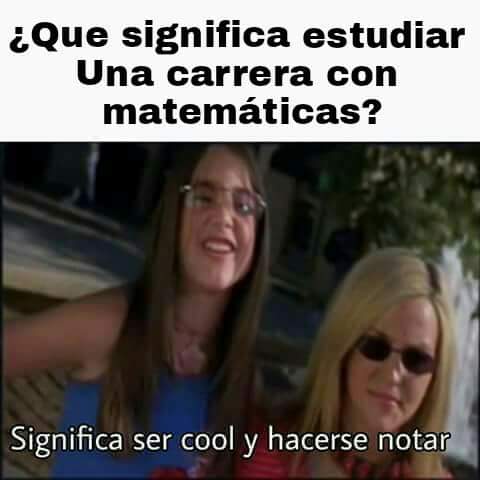 ¿Que significa estudiar
Una carrera con
matemáticas?
Significa ser cool y hacerse notar